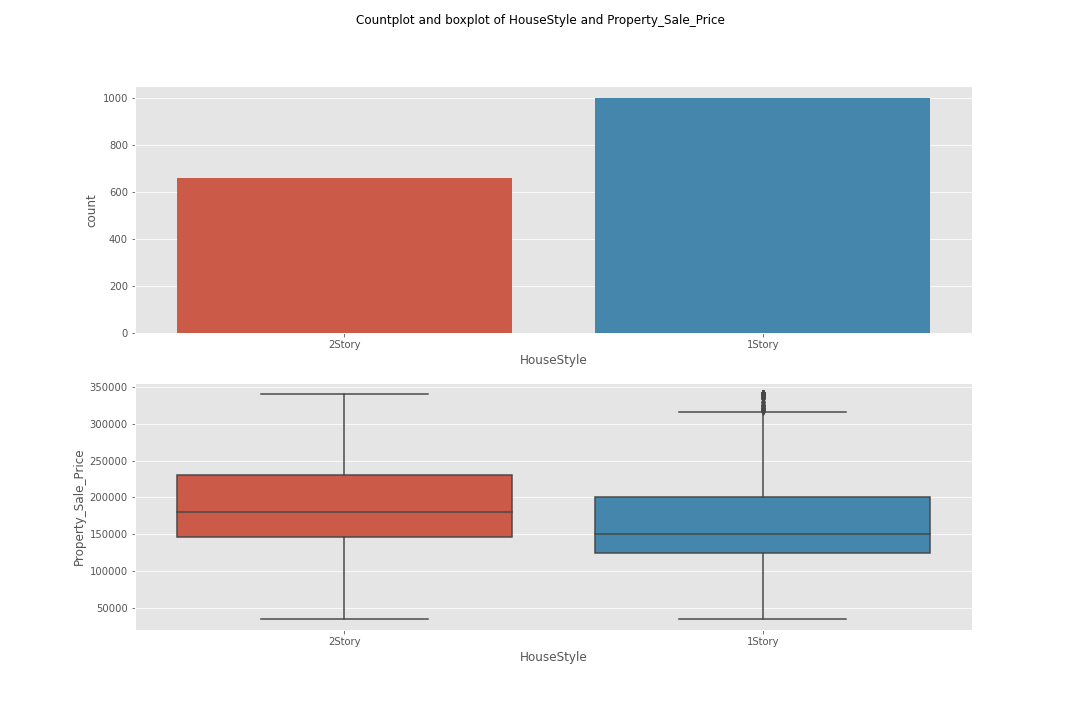 Countplot and boxplot of HouseStyle and Property_Sale_Price
1000
800
600
400
200
0
count
2Story
1Story
HouseStyle
350000
300000
250000
200000
150000
100000
50000
Property_Sale_Price
2Story
1Story
HouseStyle